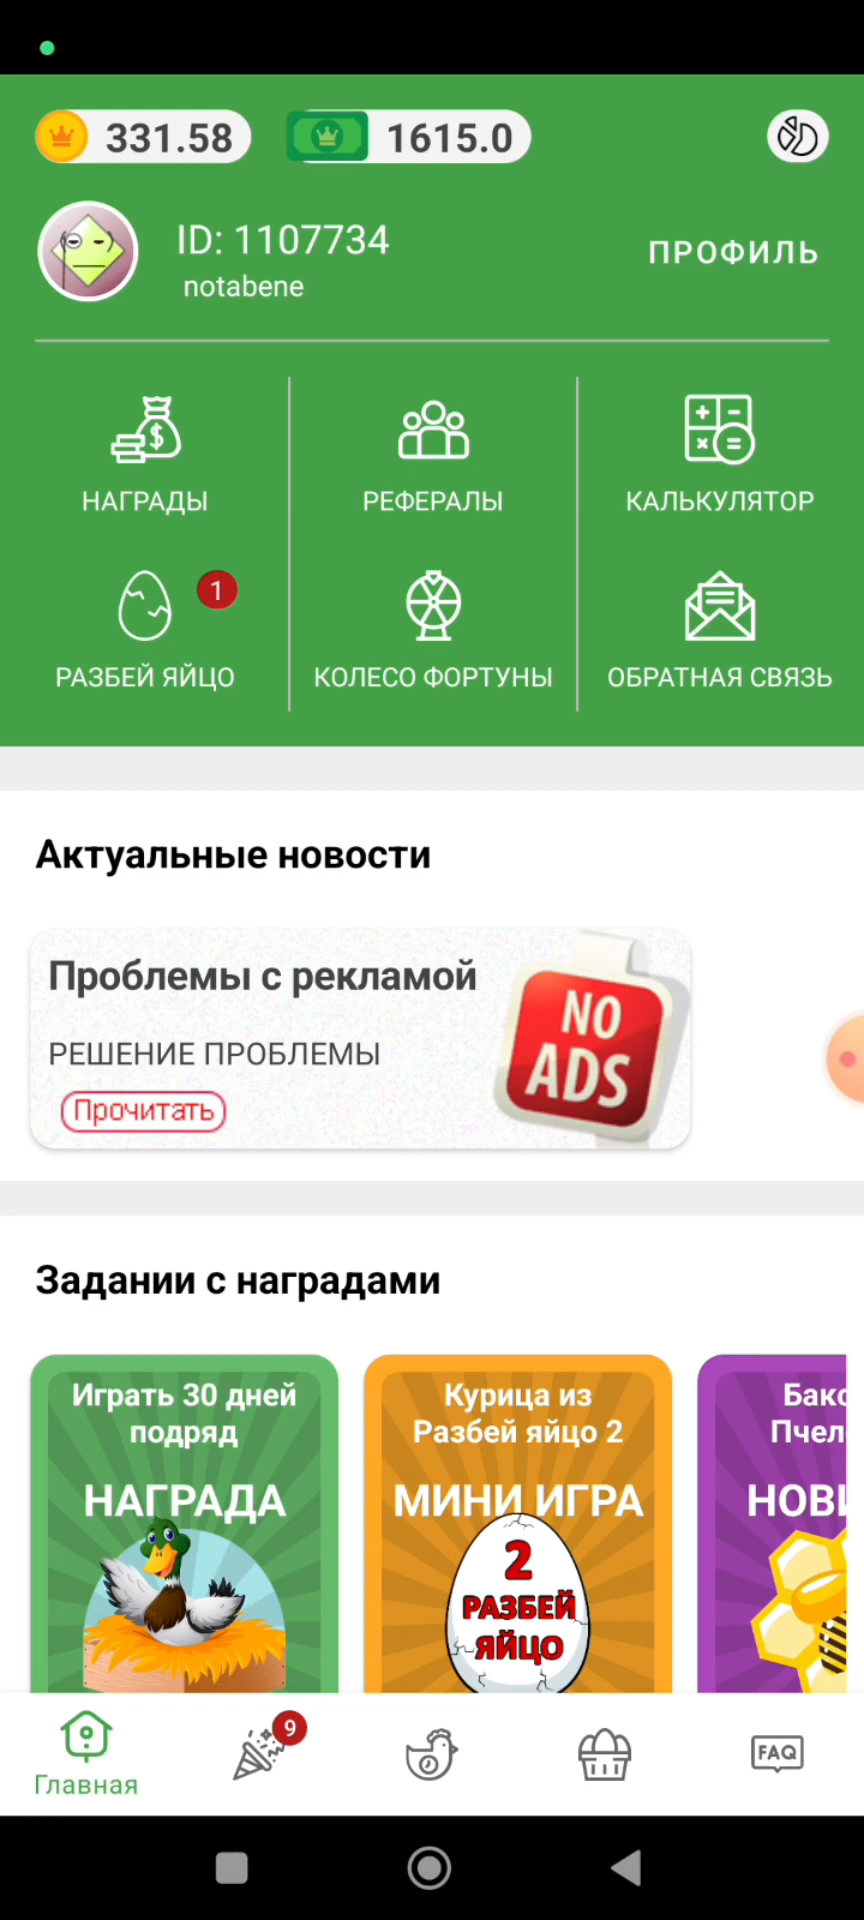 331.58
1615.0
ID: 1107734
notabene
ПРОФИЛЬ
НАГРАДЫ
РЕФЕРАЛЫ
КАЛЬКУЛЯТОР
1
РАЗБЕЙ ЯЙЦО
КОЛЕСО ФОРТУНЫ
ОБРАТНАЯ СВЯЗЬ
Актуальные новости
Проблемы с рекламой
РЕШЕНИЕ ПРОБЛЕМЫ
Прочитать
NO
ADS
Задании с наградами
Играть 30 дней
подряд
НАГРАДА
Курица из
Разбей яйцо 2
МИНИ ИГРА
2
РАЗБЕЙ
ЯЙЦО
Главная
9
FAQ